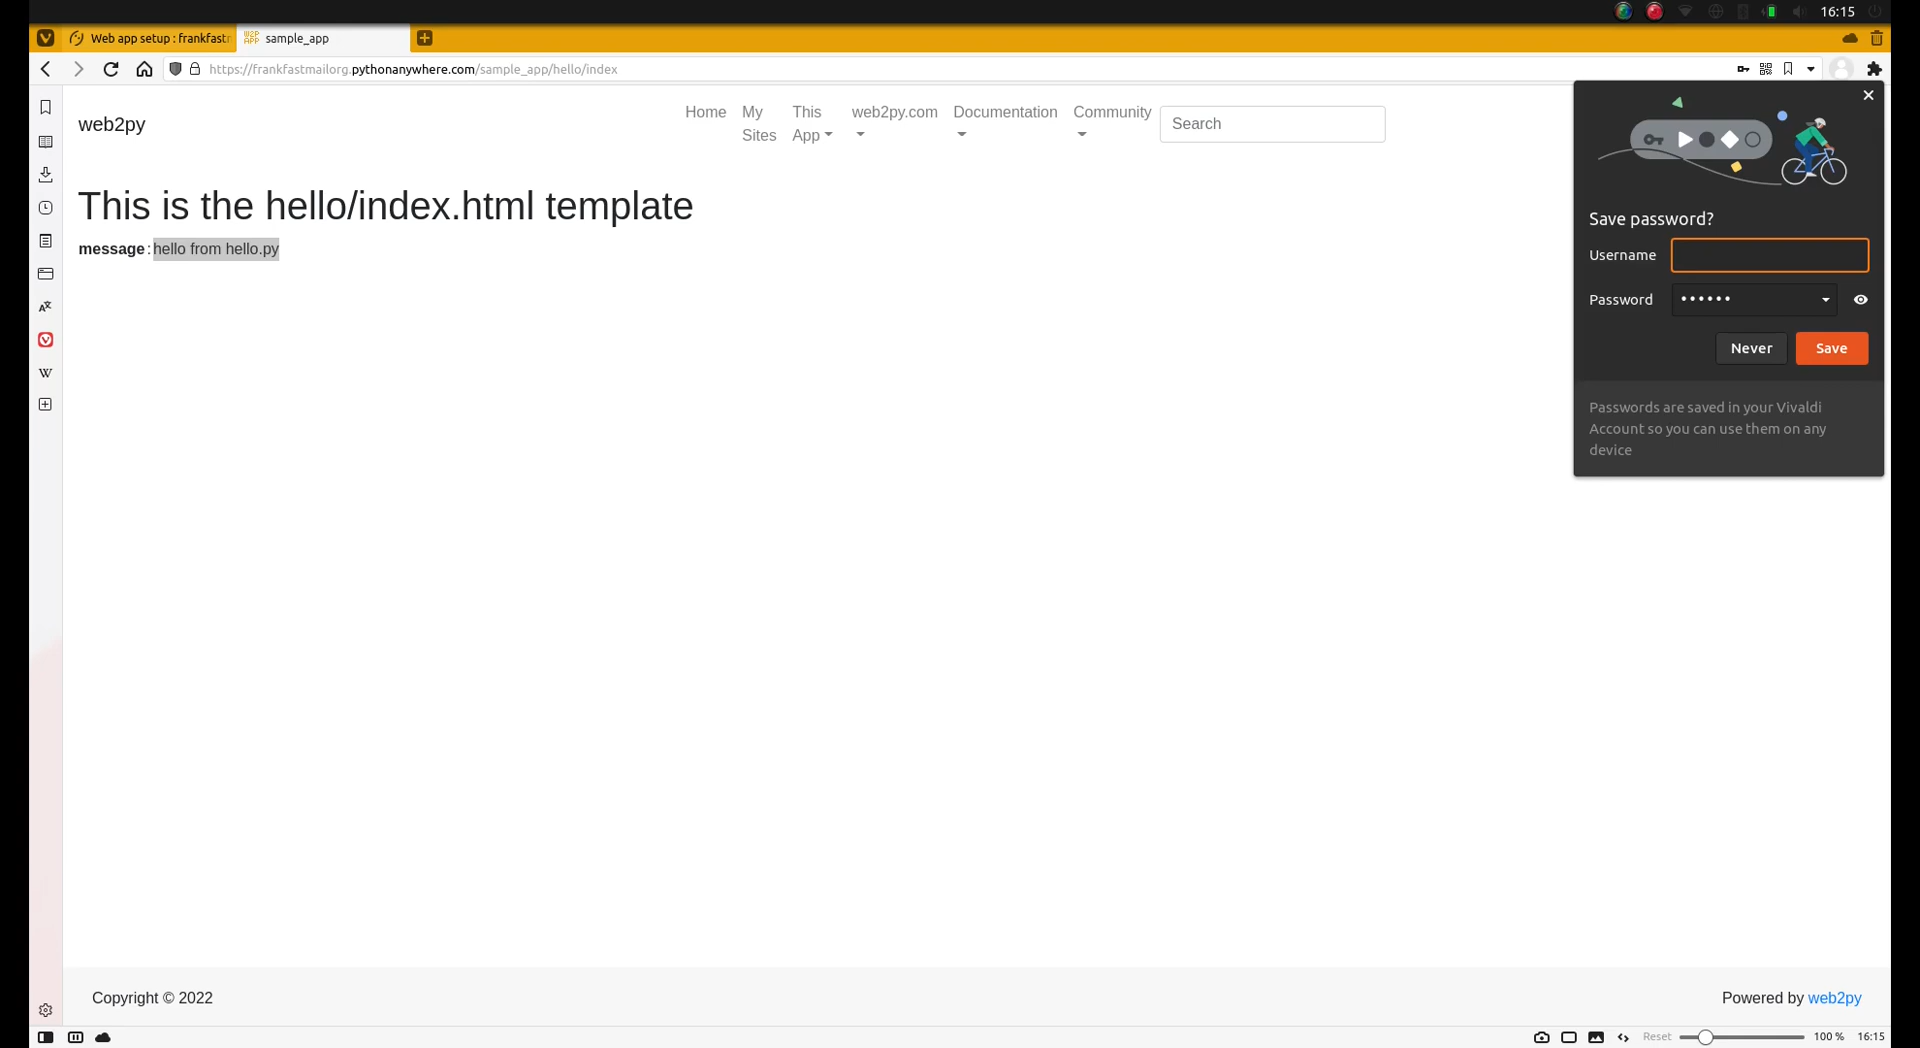 16:15
Web app setup : frankfastm
sample_app
https://frankfastmailorg.pythonanywhere.com/sample_app/hello/index
web2py
Home
My Sites
This App
web2py.com
Documentation
Community
Search
This is the hello/index.html template
message : hello from hello.py
Save password?
Username
Password ••••••
Never
Save
Passwords are saved in your Vivaldi
Account so you can use them on any
device
Copyright © 2022
Powered by web2py
Reset
100 %
16:15